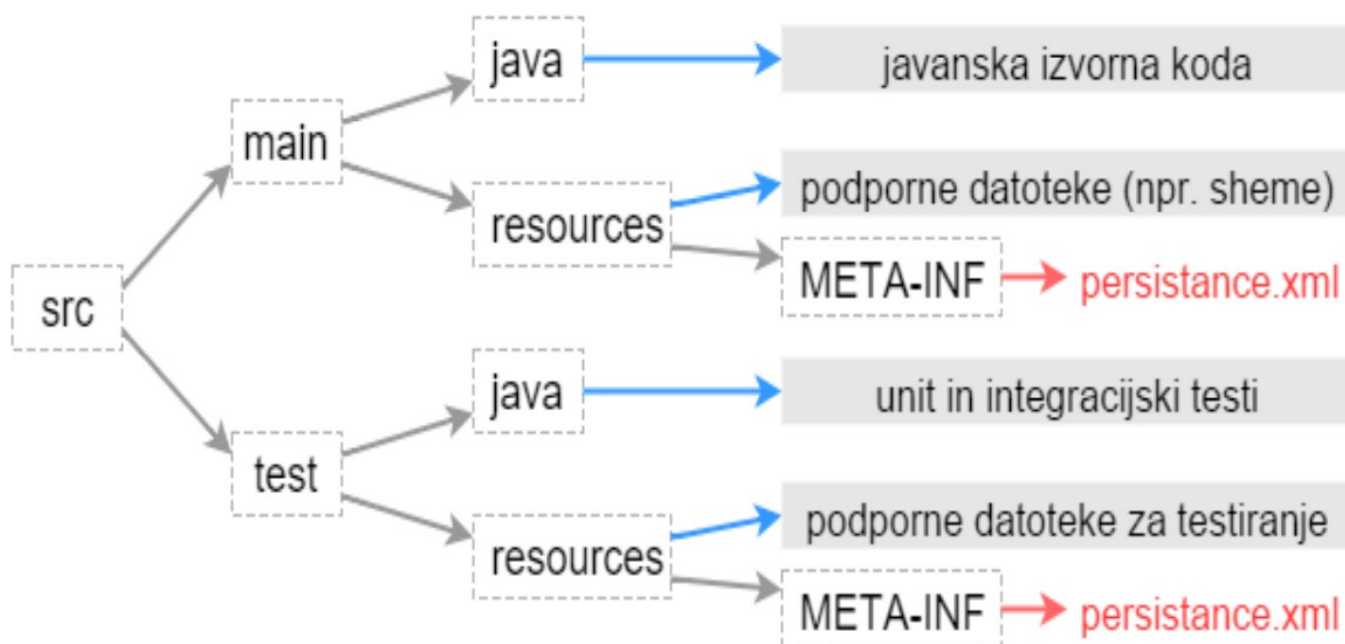 java
javanska izvorna koda
main
podporne datoteke (npr. sheme)
resources
META-INF
persistance.xml
src
java
unit in integracijski testi
test
podporne datoteke za testiranje
resources
META-INF
persistance.xml